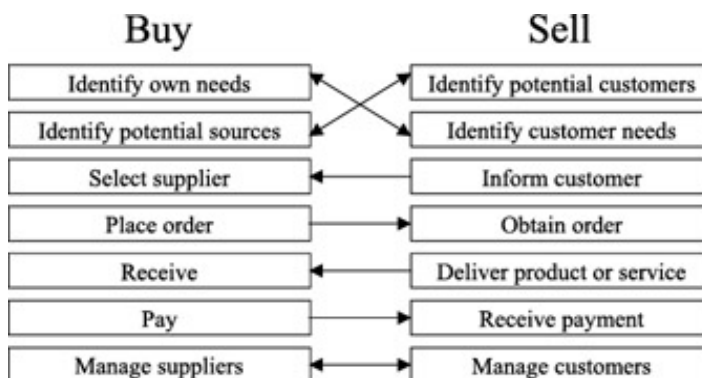 Buy Sell
Identify own needs Identify potential customers
Identify potential sources Identify customer needs
Select supplier Inform customer
Place order Obtain order
Receive Deliver product or service
Pay Receive payment
Manage suppliers Manage customers